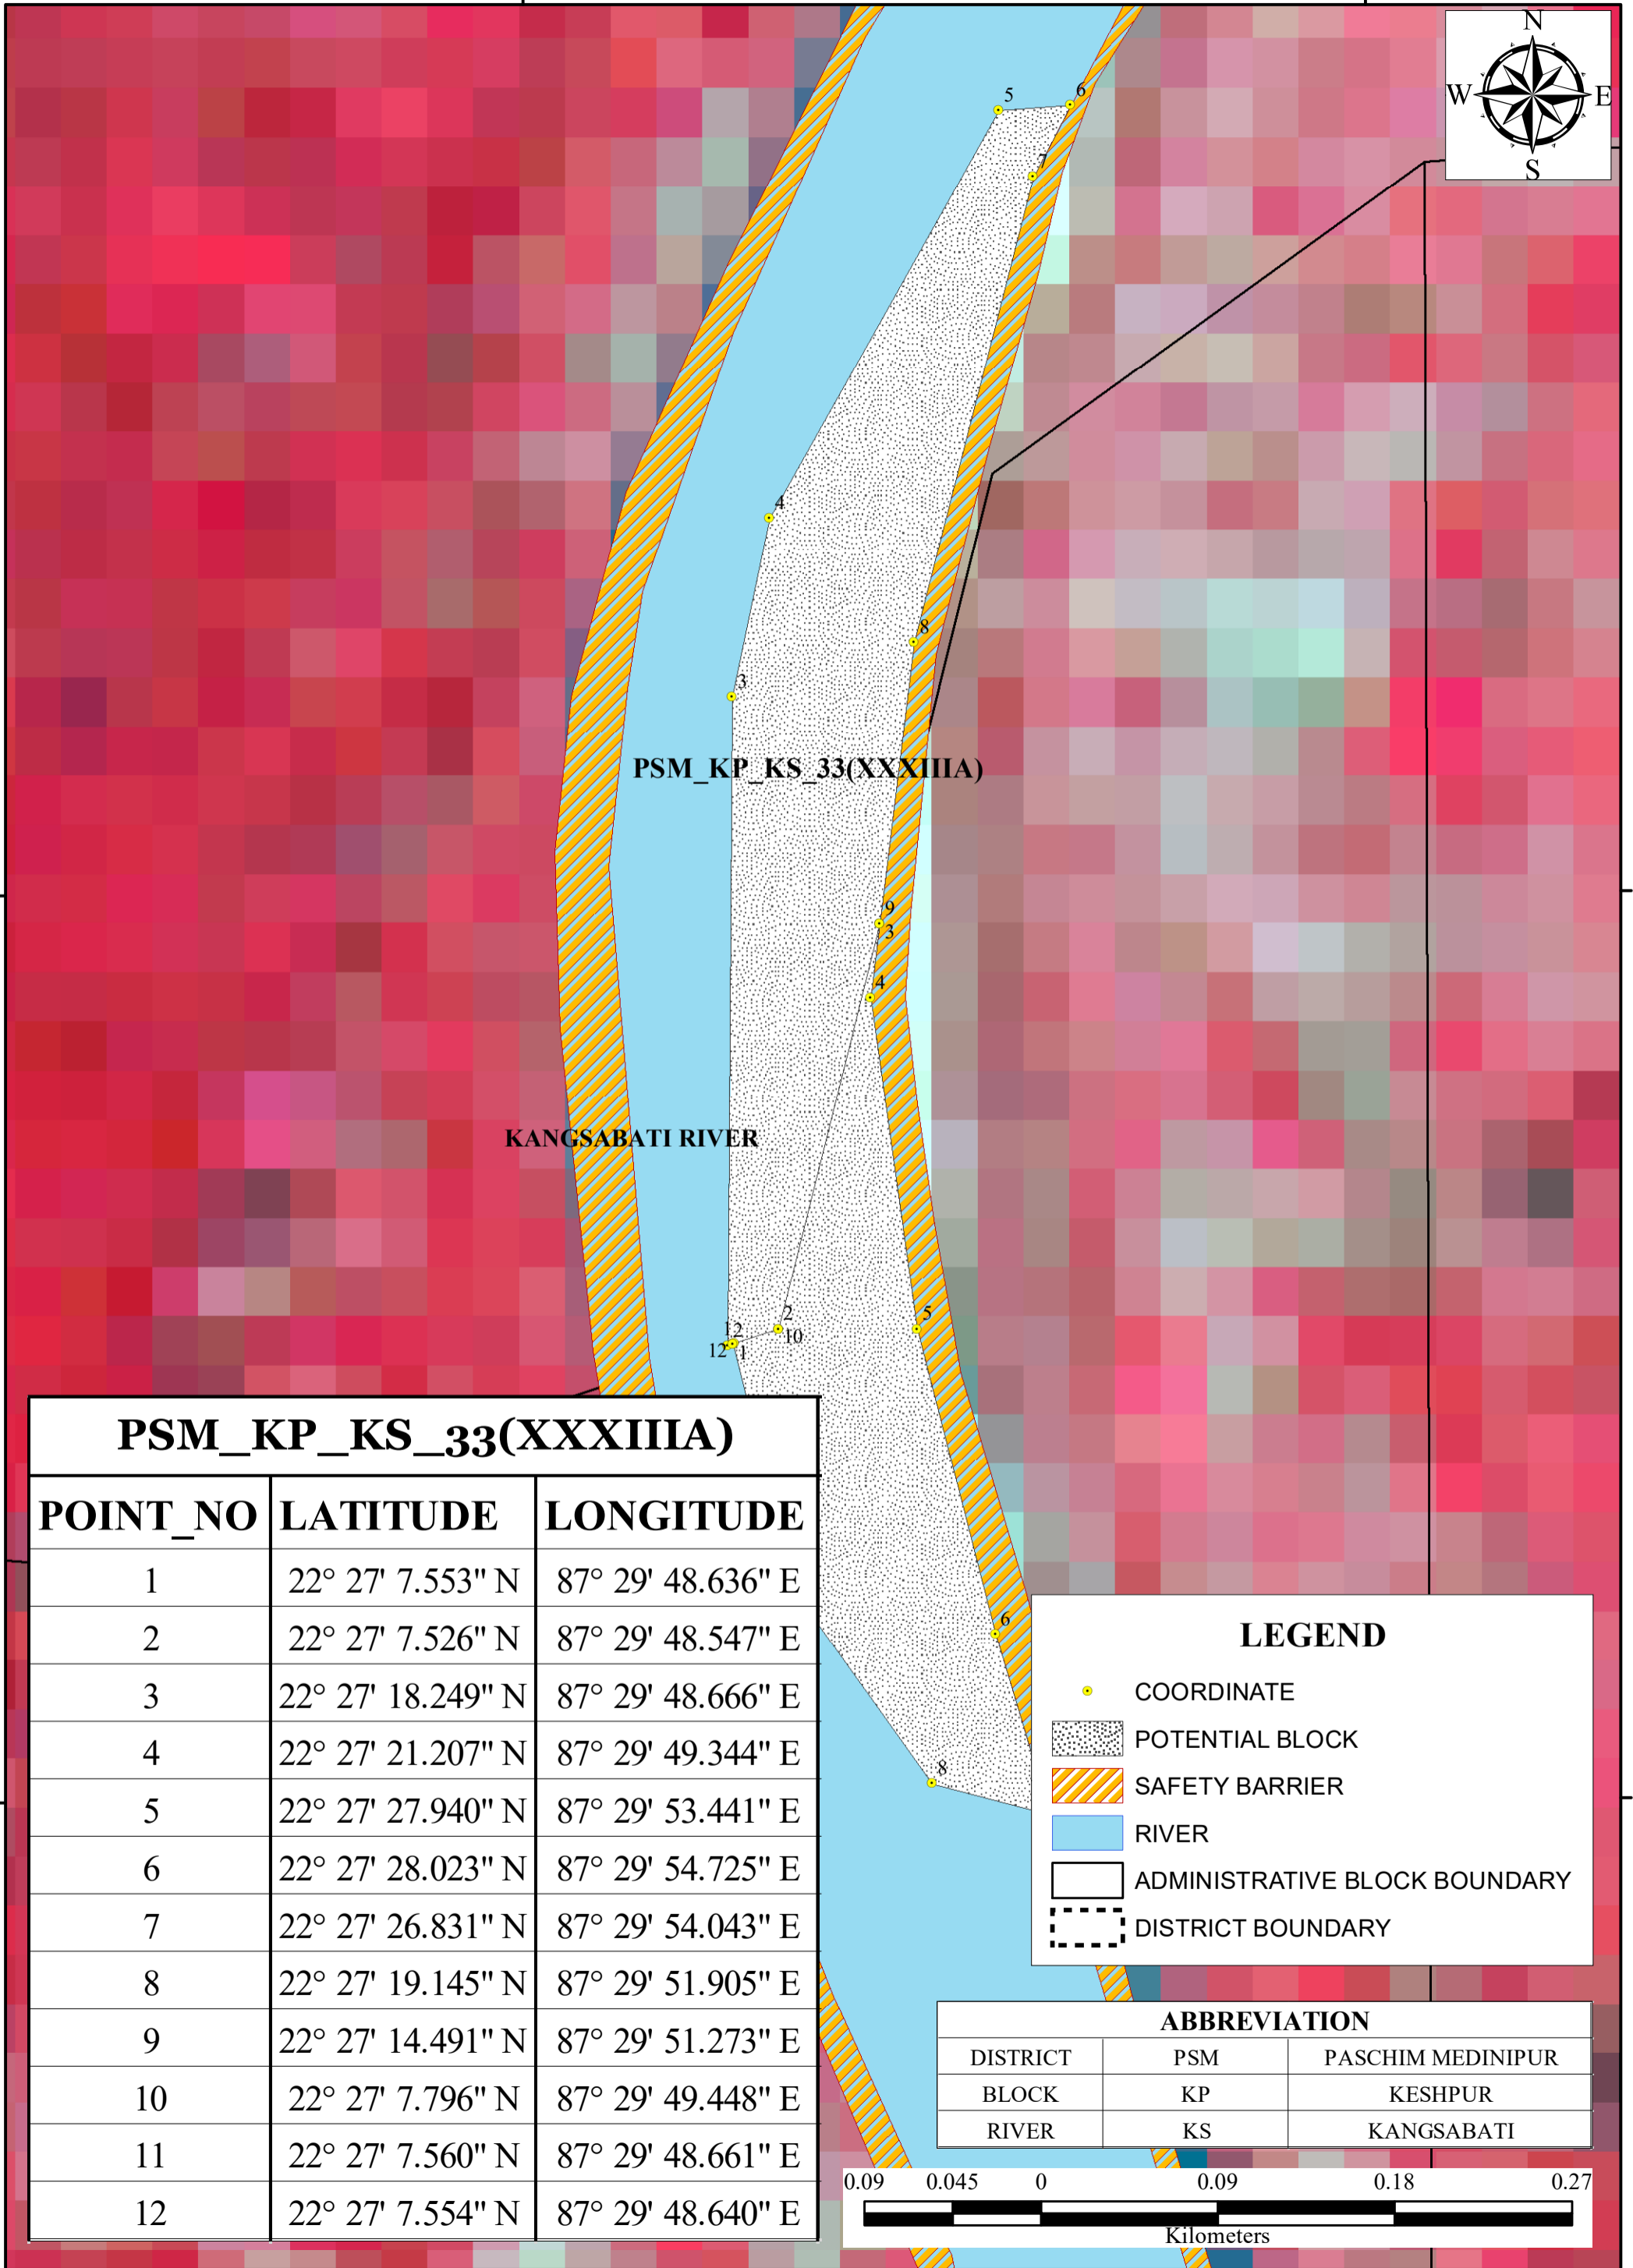 N
W E
S
5
6
7
4
8
3
PSM_KP_KS_33(XXXIIIA)
9
3
4
KANGSABATI RIVER
2
10
5
12
12 1
6
8
PSM_KP_KS_33(XXXIIIA)
POINT_NO LATITUDE LONGITUDE
1 22° 27' 7.553" N 87° 29' 48.636" E
2 22° 27' 7.526" N 87° 29' 48.547" E
3 22° 27' 18.249" N 87° 29' 48.666" E
4 22° 27' 21.207" N 87° 29' 49.344" E
5 22° 27' 27.940" N 87° 29' 53.441" E
6 22° 27' 28.023" N 87° 29' 54.725" E
7 22° 27' 26.831" N 87° 29' 54.043" E
8 22° 27' 19.145" N 87° 29' 51.905" E
9 22° 27' 14.491" N 87° 29' 51.273" E
10 22° 27' 7.796" N 87° 29' 49.448" E
11 22° 27' 7.560" N 87° 29' 48.661" E
12 22° 27' 7.554" N 87° 29' 48.640" E
LEGEND
COORDINATE
POTENTIAL BLOCK
SAFETY BARRIER
RIVER
ADMINISTRATIVE BLOCK BOUNDARY
DISTRICT BOUNDARY
ABBREVIATION
DISTRICT PSM PASCHIM MEDINIPUR
BLOCK KP KESHPUR
RIVER KS KANGSABATI
0.09 0.045 0 0.09 0.18 0.27
Kilometers